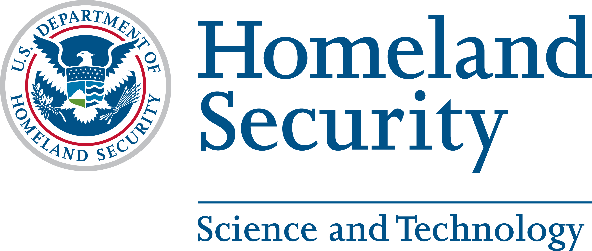 U.S. DEPARTMENT OF
HOMELAND SECURITY
Homeland
Security
Science and Technology